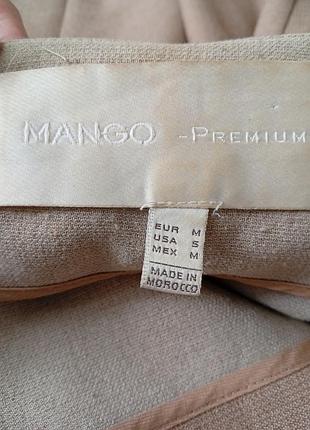 MANGO - PREMIUM
EUR M
USA S
MEX M
MADE IN
MOROCCO